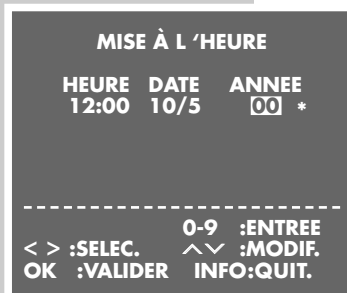 MISE À L 'HEURE
HEURE DATE ANNEE
12:00 10/5 00 *
0-9 :ENTREE
< > :SELEC. ∧∨ :MODIF.
OK :VALIDER INFO:QUIT.